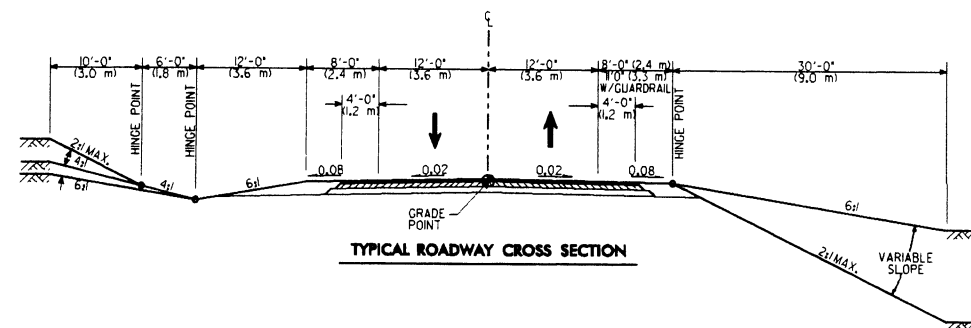 ℄
10'-0"
(3.0 m)
6'-0"
(1.8 m)
12'-0"
(3.6 m)
8'-0"
(2.4 m)
12'-0"
(3.6 m)
12'-0"
(3.6 m)
8'-0" (2.4 m)
11'0" (3.3 m)
W/GUARDRAIL
30'-0"
(9.0 m)
4'-0"
(1.2 m)
4'-0"
(1.2 m)
HINGE POINT
HINGE POINT
HINGE POINT
2:1 MAX.
4:1
6:1
4:1
6:1
0.08
0.02
0.02
0.08
6:1
GRADE
POINT
2:1 MAX.
VARIABLE
SLOPE
TYPICAL ROADWAY CROSS SECTION